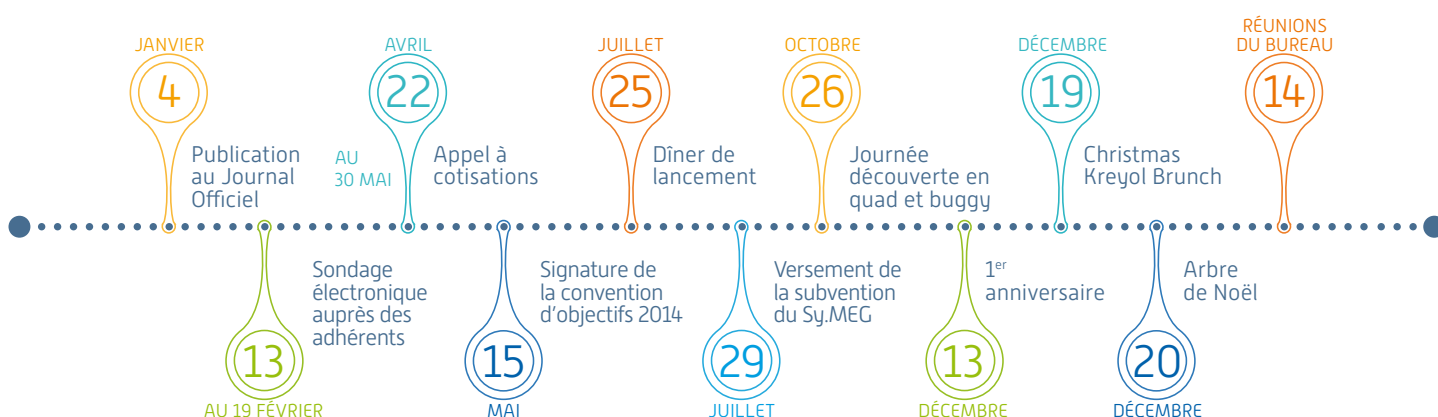 JANVIER
4
Publication
au Journal
Officiel
13
AU 19 FÉVRIER
Sondage
électronique
auprès des
adhérents
AVRIL
22
AU
30 MAI
Appel à
cotisations
15
MAI
Signature de
la convention
d'objectifs 2014
JUILLET
25
Dîner de
lancement
29
JUILLET
Versement de
la subvention
du Sy.MEG
OCTOBRE
26
Journée
découverte en
quad et buggy
13
DÉCEMBRE
1er
anniversaire
DÉCEMBRE
19
Christmas
Kreyol Brunch
20
DÉCEMBRE
Arbre
de Noël
RÉUNIONS
DU BUREAU
14